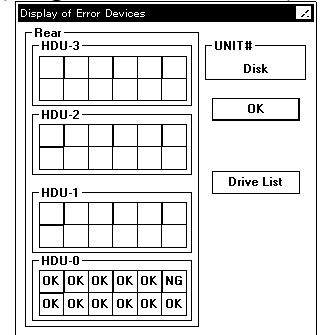 Display of Error Devices
Rear
HDU-3
HDU-2
HDU-1
HDU-0
OK OK OK OK OK NG
OK OK OK OK OK OK
UNIT#
Disk
OK
Drive List